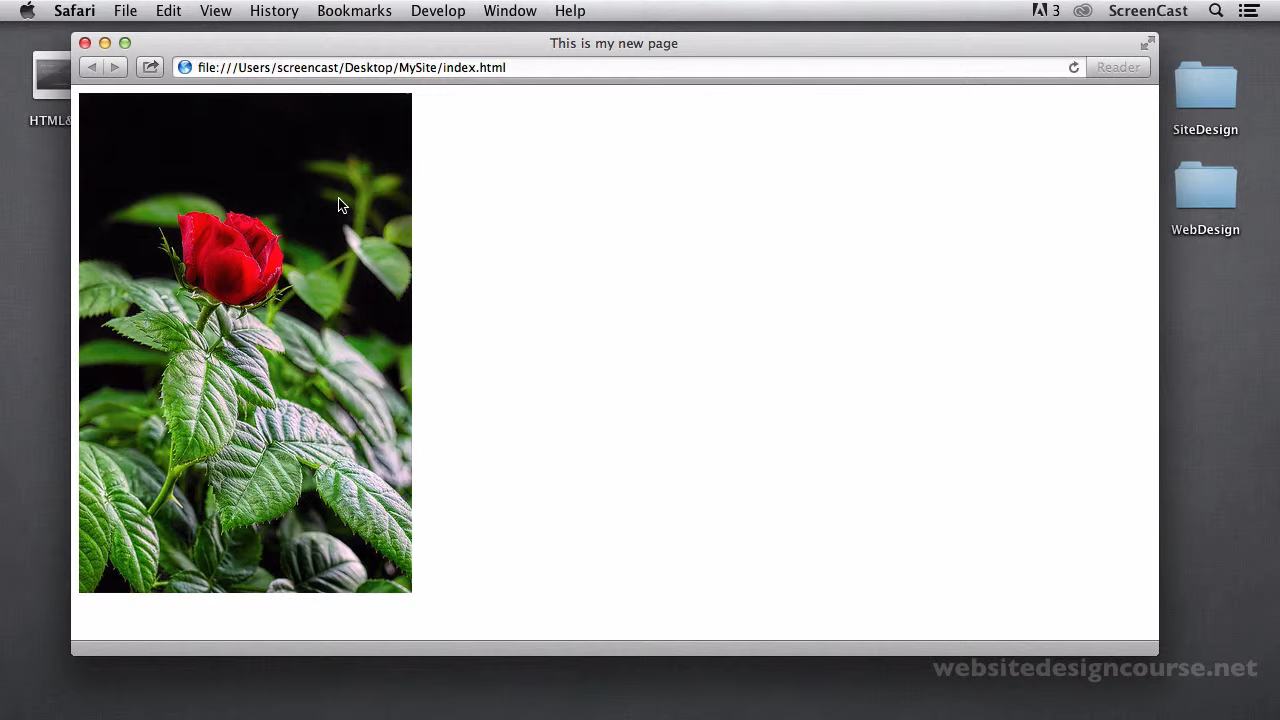 Safari File Edit View History Bookmarks Develop Window Help 3 ScreenCast
This is my new page
file:///Users/screencast/Desktop/MySite/index.html Reader
HTML&
SiteDesign
WebDesign
websitedesigncourse.net